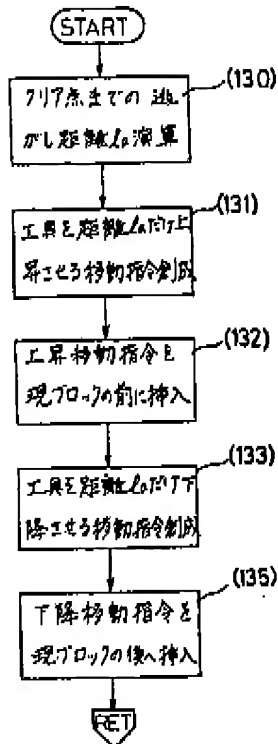 START
(130)
クリア点までの 逃
がし距離la演算
(131)
工具を距離laだけ上
昇させる移動指令創成
(132)
上昇移動指令を
現ブロックの前に挿入
(133)
工具を距離laだけ下
降させる移動指令創成
(135)
下降移動指令を
現ブロックの後へ挿入
RET